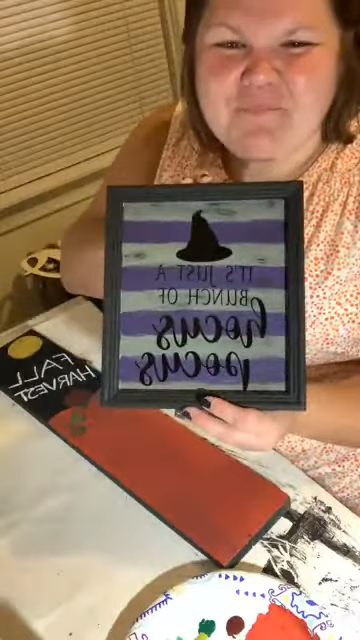 IT'S JUST A
BUNCH OF
hocus
pocus
FALL
HARVEST